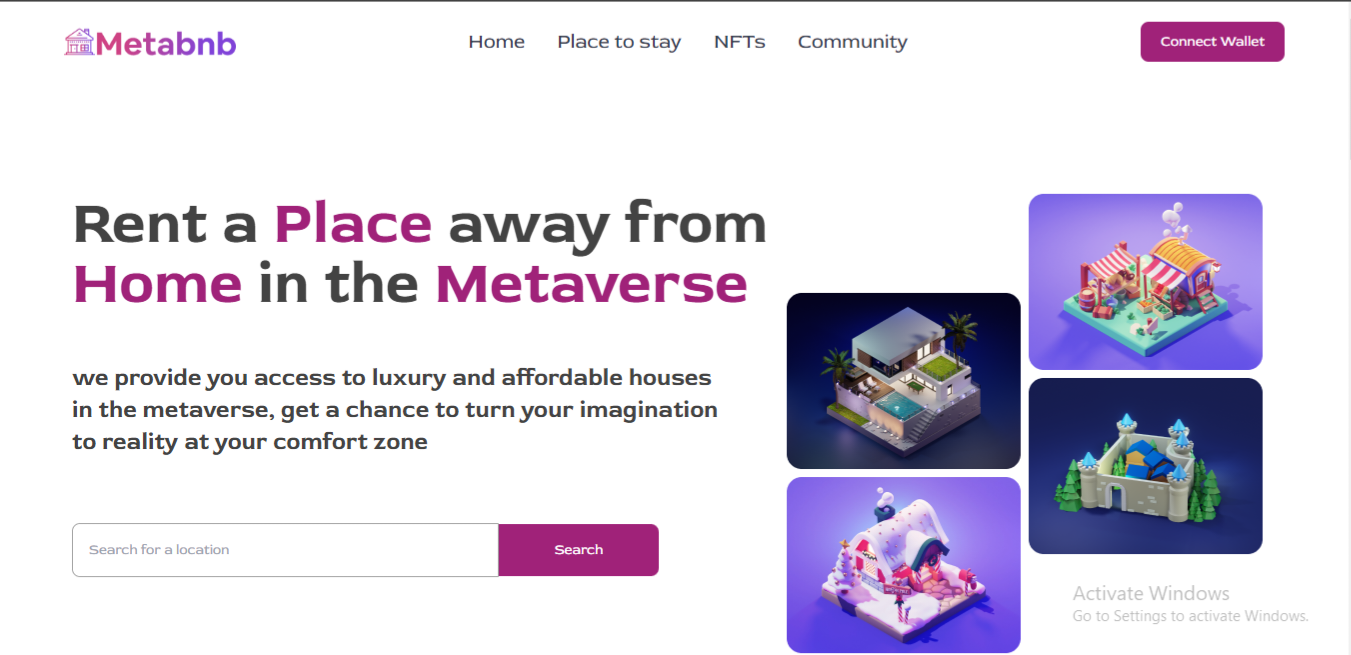 Metabnb
Home
Place to stay
NFTs
Community
Connect Wallet
Rent a Place away from
Home in the Metaverse
we provide you access to luxury and affordable houses
in the metaverse, get a chance to turn your imagination
to reality at your comfort zone
Search for a location
Search
Activate Windows
Go to Settings to activate Windows.